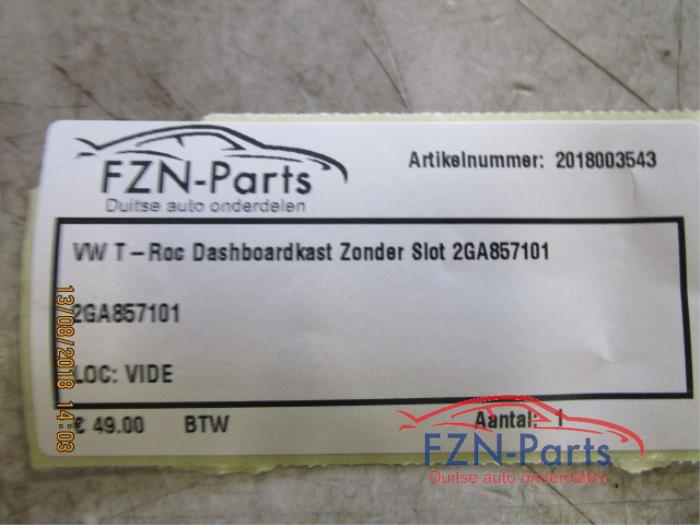 FZN-Parts
Duitse auto onderdelen
Artikelnummer: 2018003543
VW T-Roc Dashboardkast Zonder Slot 2GA857101
2GA857101
LOC: VIDE
€ 49.00 BTW Aantal: 1
13/08/2018 14:03
FZN-Parts
Duitse auto onderdelen